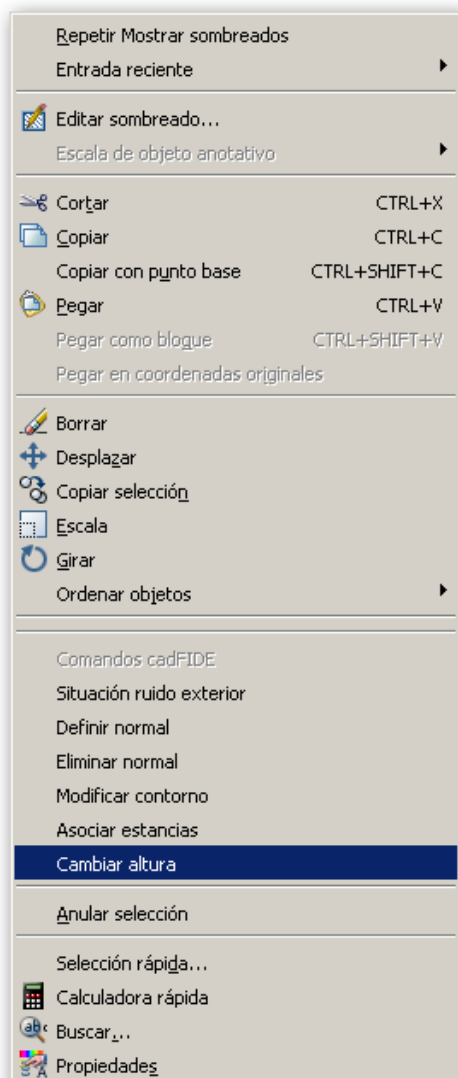 Repetir Mostrar sombreados
Entrada reciente
Editar sombreado...
Escala de objeto anotativo
Cortar CTRL+X
Copiar CTRL+C
Copiar con punto base CTRL+SHIFT+C
Pegar CTRL+V
Pegar como bloque CTRL+SHIFT+V
Pegar en coordenadas originales
Borrar
Desplazar
Copiar selección
Escala
Girar
Ordenar objetos
Comandos cadFIDE
Situación ruido exterior
Definir normal
Eliminar normal
Modificar contorno
Asociar estancias
Cambiar altura
Anular selección
Selección rápida...
Calculadora rápida
Buscar...
Propiedades